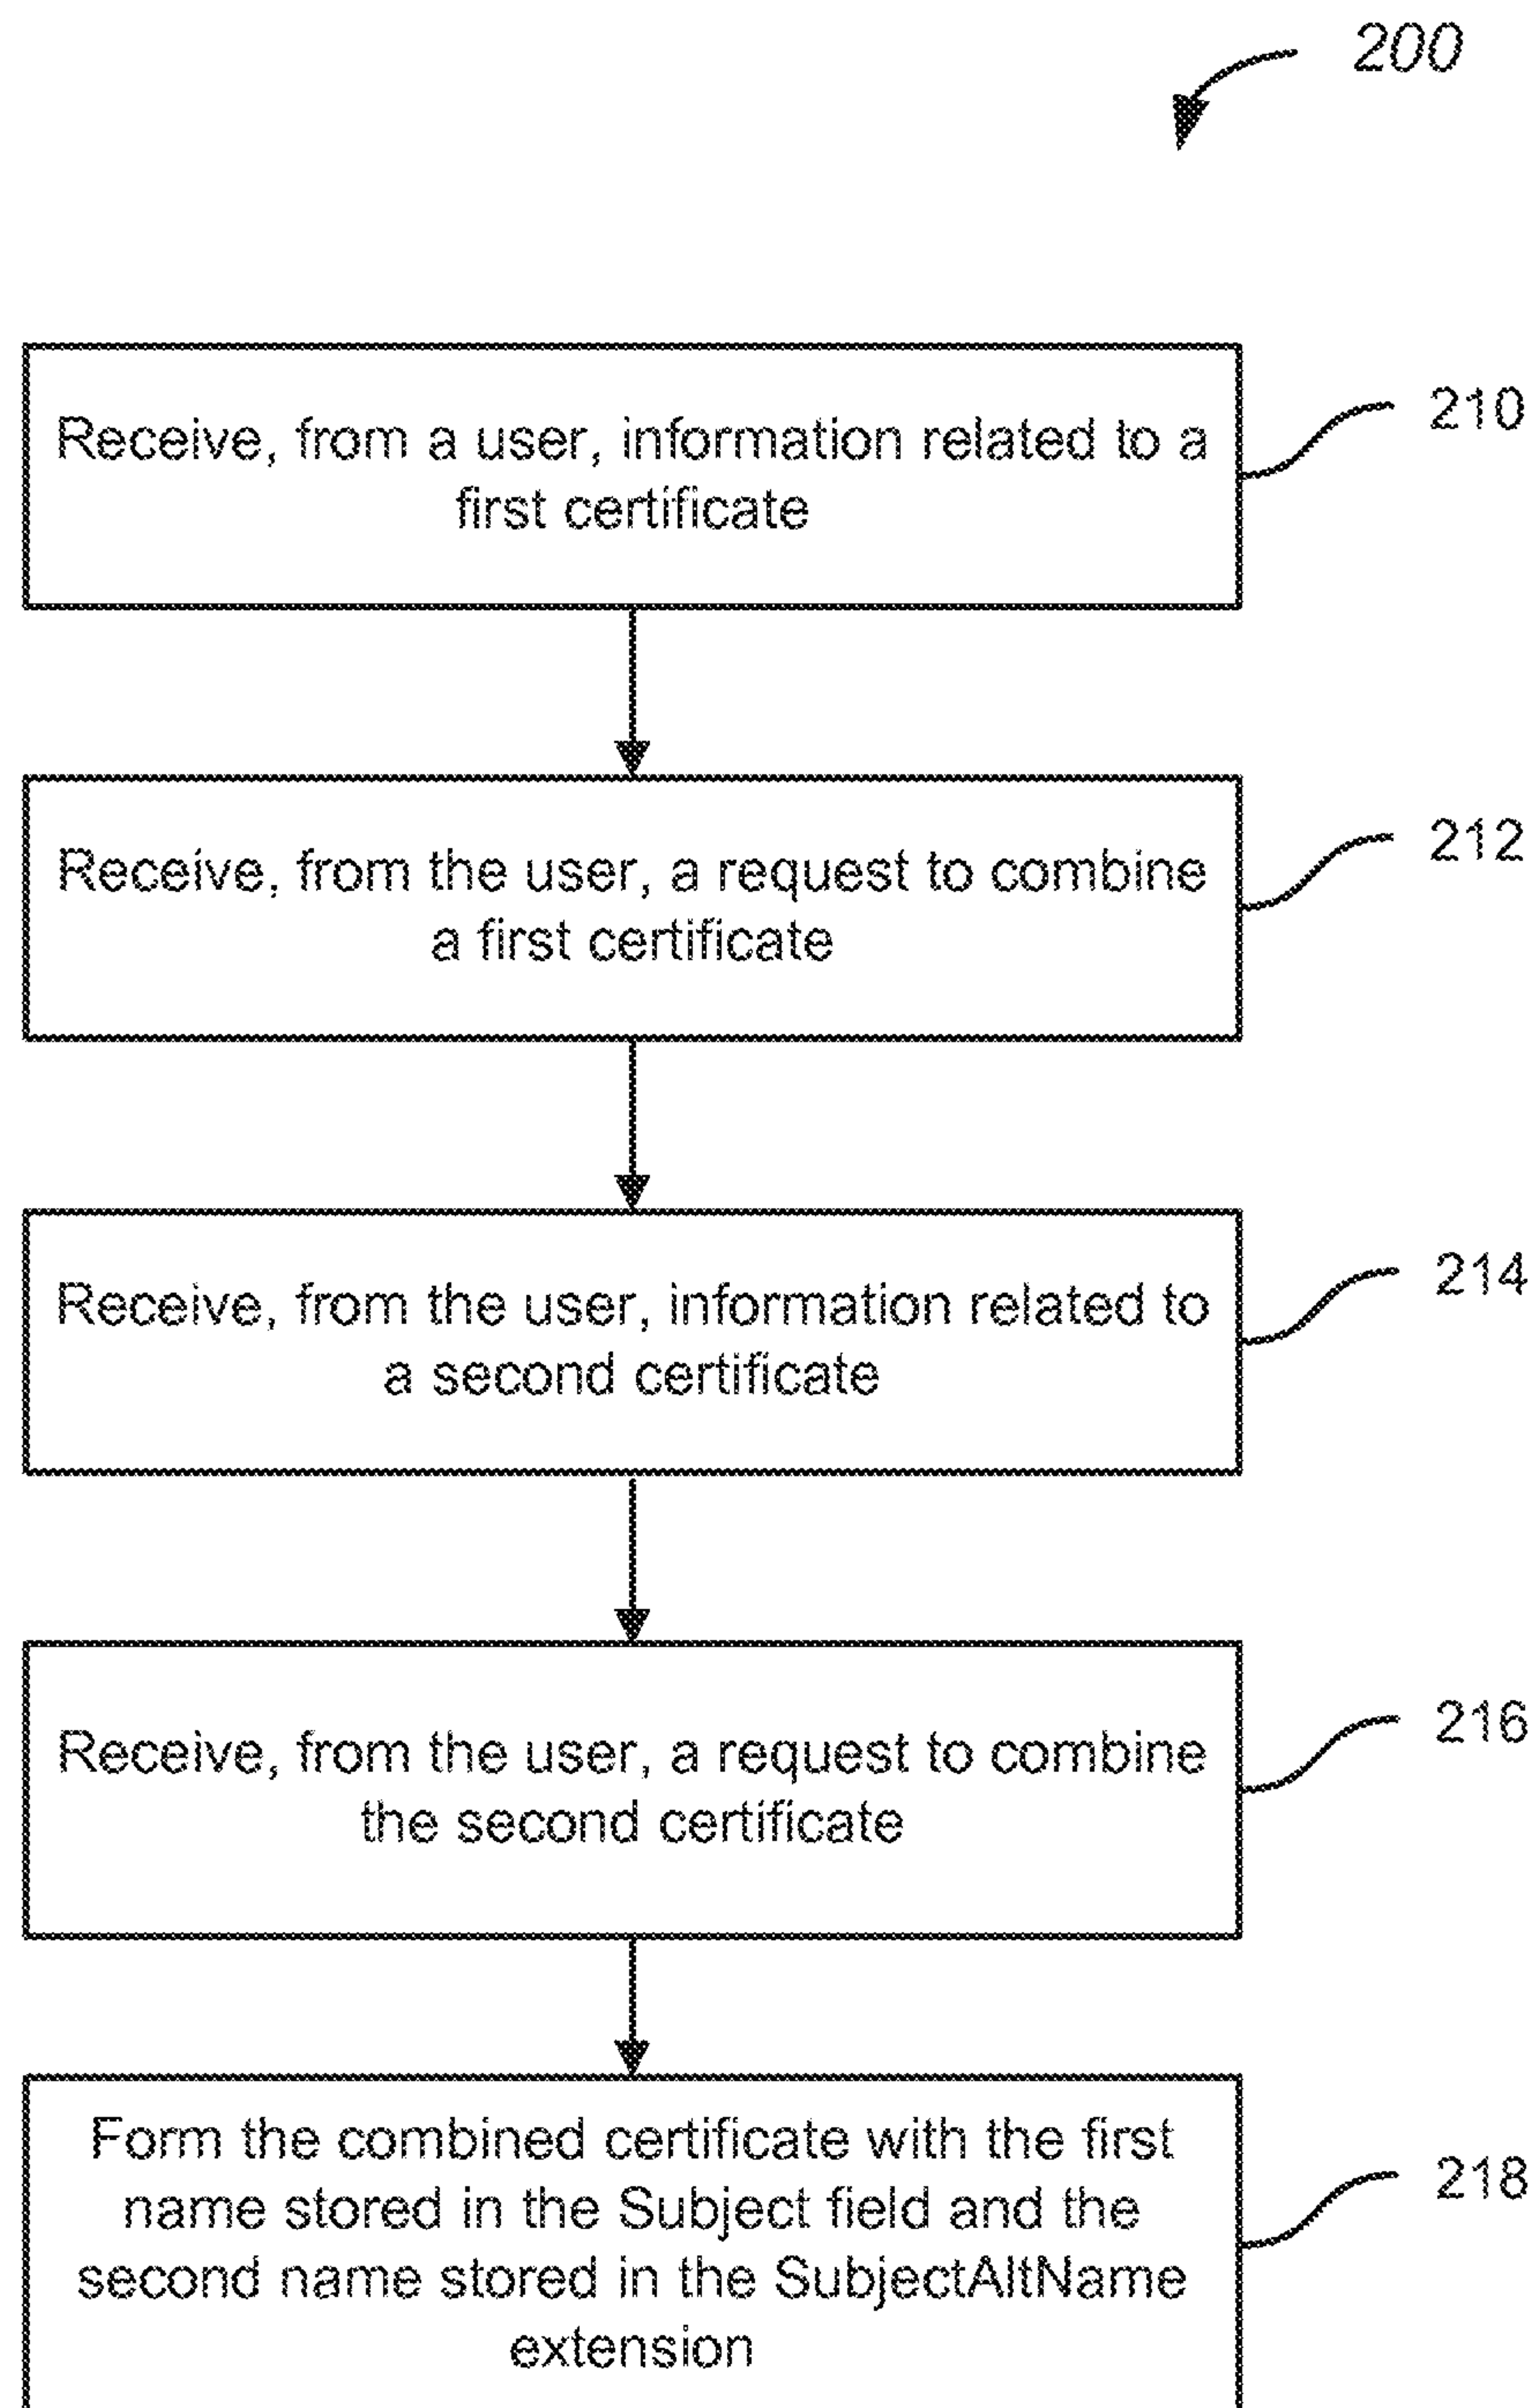 200
Receive, from a user, information related to a
first certificate
210
Receive, from the user, a request to combine
a first certificate
212
Receive, from the user, information related to
a second certificate
214
Receive, from the user, a request to combine
the second certificate
216
Form the combined certificate with the first
name stored in the Subject field and the
second name stored in the SubjectAltName
extension
218